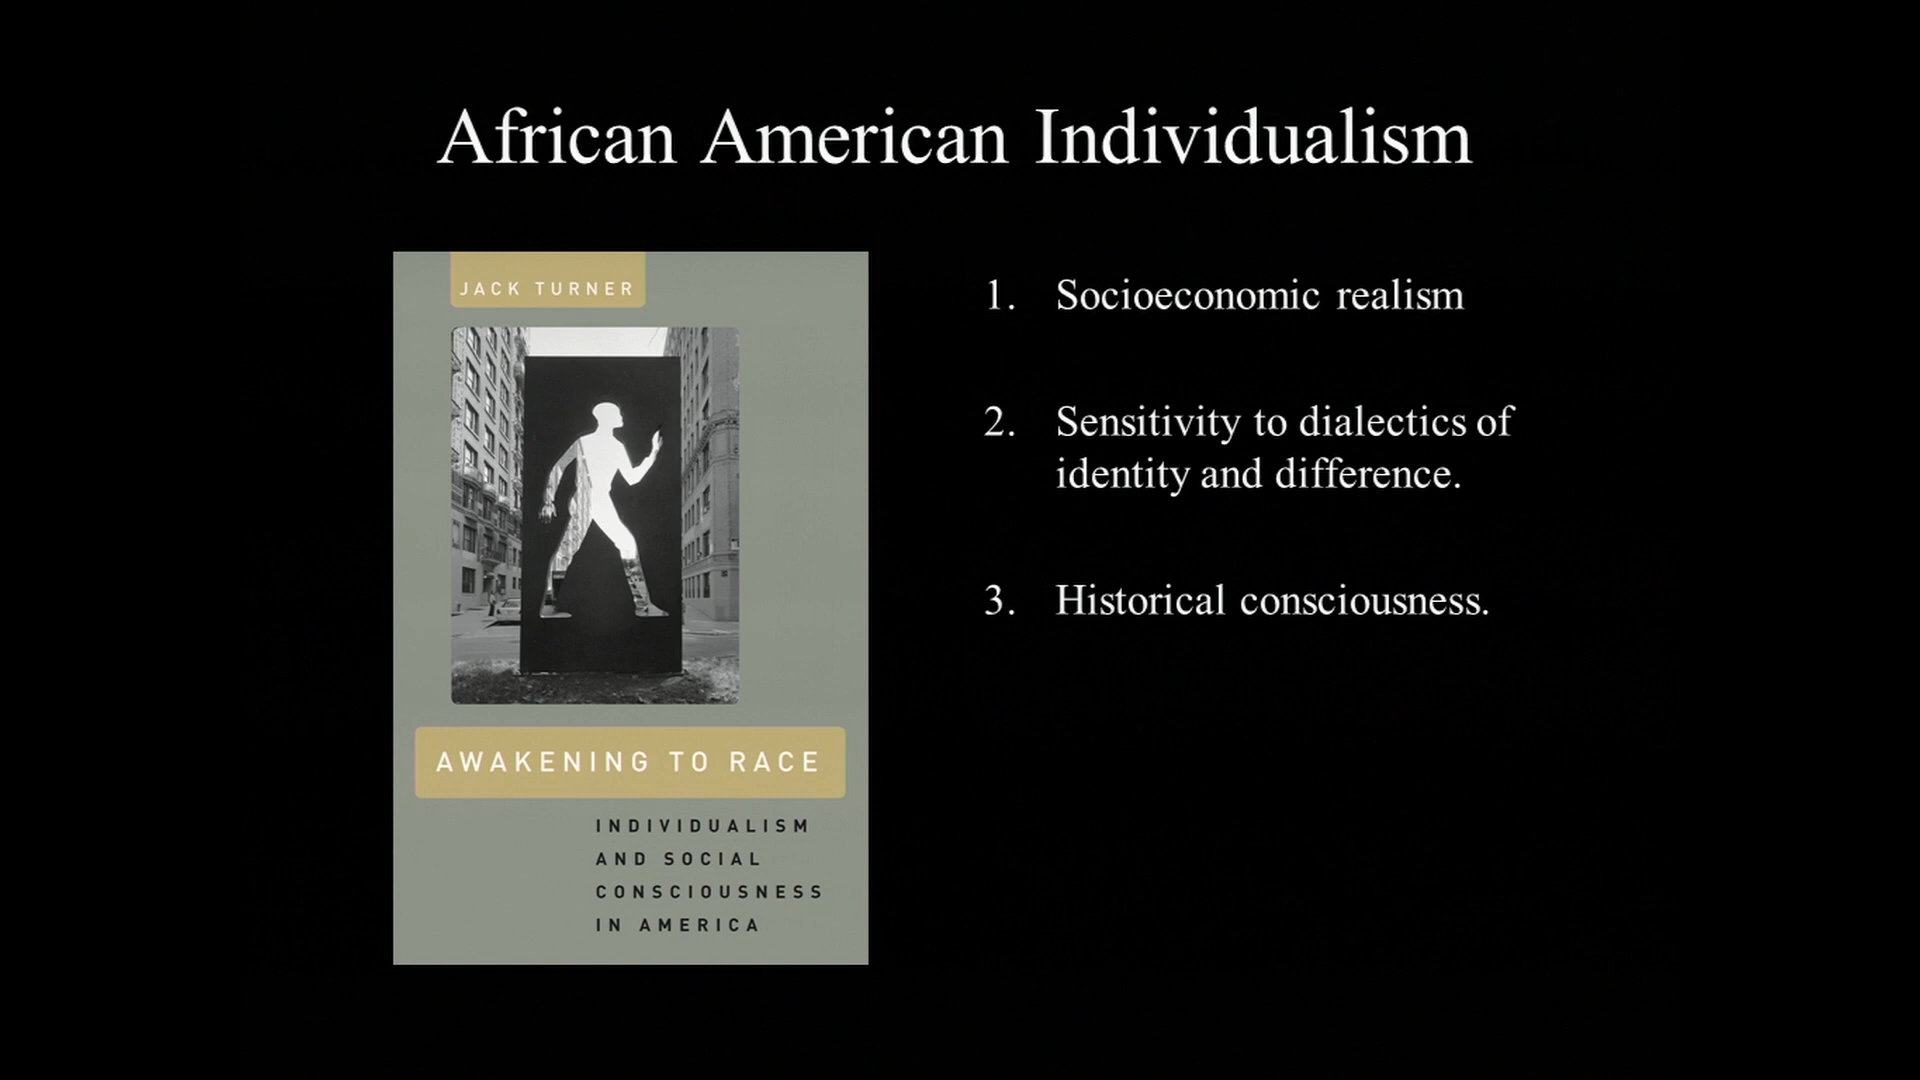 African American Individualism
JACK TURNER
AWAKENING TO RACE
INDIVIDUALISM
AND SOCIAL
CONSCIOUSNESS
IN AMERICA
1. Socioeconomic realism
2. Sensitivity to dialectics of
identity and difference.
3. Historical consciousness.